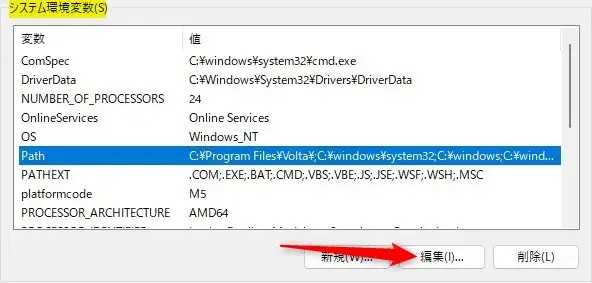 システム環境変数(S)
変数 値
ComSpec C:¥windows¥system32¥cmd.exe
DriverData C:¥Windows¥System32¥Drivers¥DriverData
NUMBER_OF_PROCESSORS 24
OnlineServices Online Services
OS Windows_NT
Path C:¥Program Files¥Volta¥;C:¥windows¥system32;C:¥windows;C:¥wind...
PATHEXT .COM;.EXE;.BAT;.CMD;.VBS;.VBE;.JS;.JSE;.WSF;.WSH;.MSC
platformcode M5
PROCESSOR_ARCHITECTURE AMD64
新規(W)... 編集(I)... 削除(L)